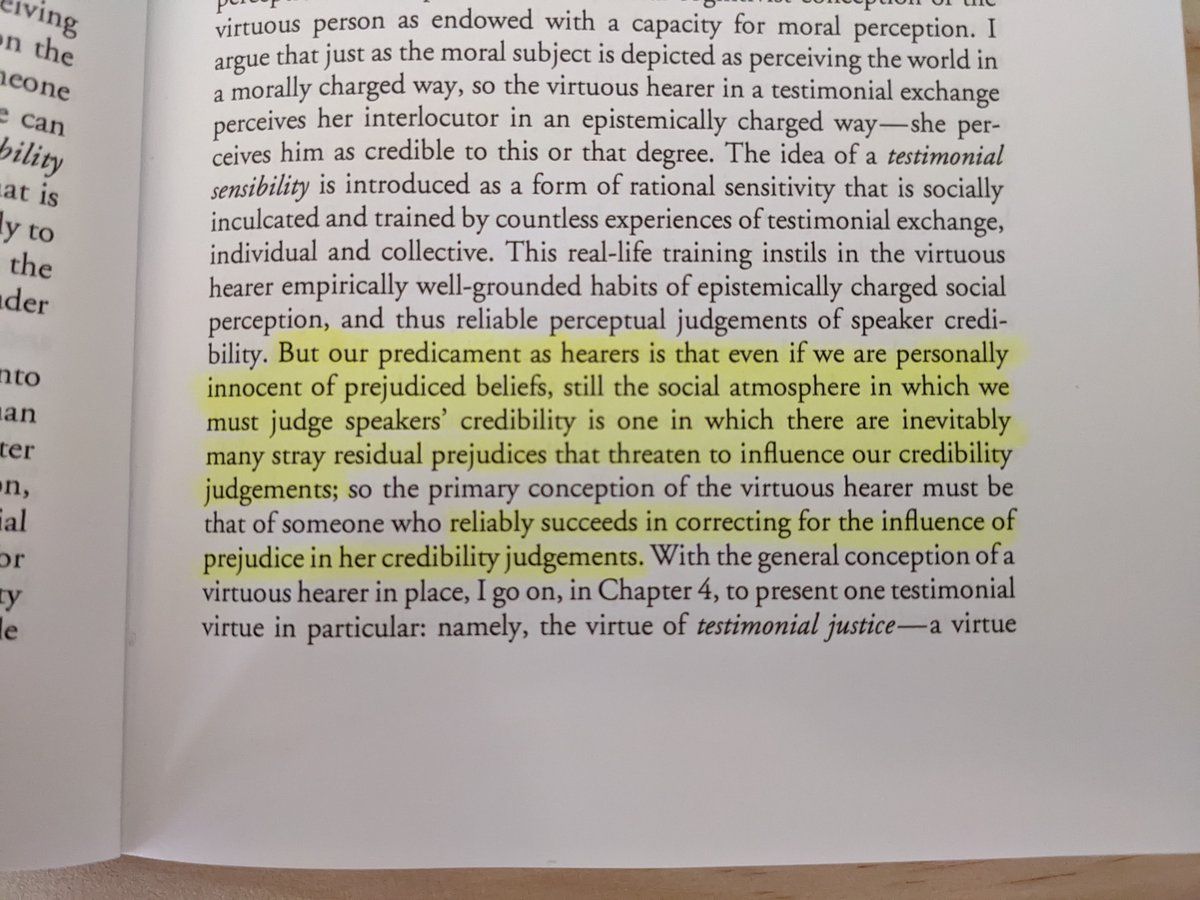 eiving
on the
meone
e can
bility
at is
ly to
the
nder
nto
an
ter
on,
ial
or
ty
le
virtuous person as endowed with a capacity for moral perception. I
argue that just as the moral subject is depicted as perceiving the world in
a morally charged way, so the virtuous hearer in a testimonial exchange
perceives her interlocutor in an epistemically charged way—she per-
ceives him as credible to this or that degree. The idea of a testimonial
sensibility is introduced as a form of rational sensitivity that is socially
inculcated and trained by countless experiences of testimonial exchange,
individual and collective. This real-life training instils in the virtuous
hearer empirically well-grounded habits of epistemically charged social
perception, and thus reliable perceptual judgements of speaker credi-
bility. But our predicament as hearers is that even if we are personally
innocent of prejudiced beliefs, still the social atmosphere in which we
must judge speakers' credibility is one in which there are inevitably
many stray residual prejudices that threaten to influence our credibility
judgements; so the primary conception of the virtuous hearer must be
that of someone who reliably succeeds in correcting for the influence of
prejudice in her credibility judgements. With the general conception of a
virtuous hearer in place, I go on, in Chapter 4, to present one testimonial
virtue in particular: namely, the virtue of testimonial justice—a virtue